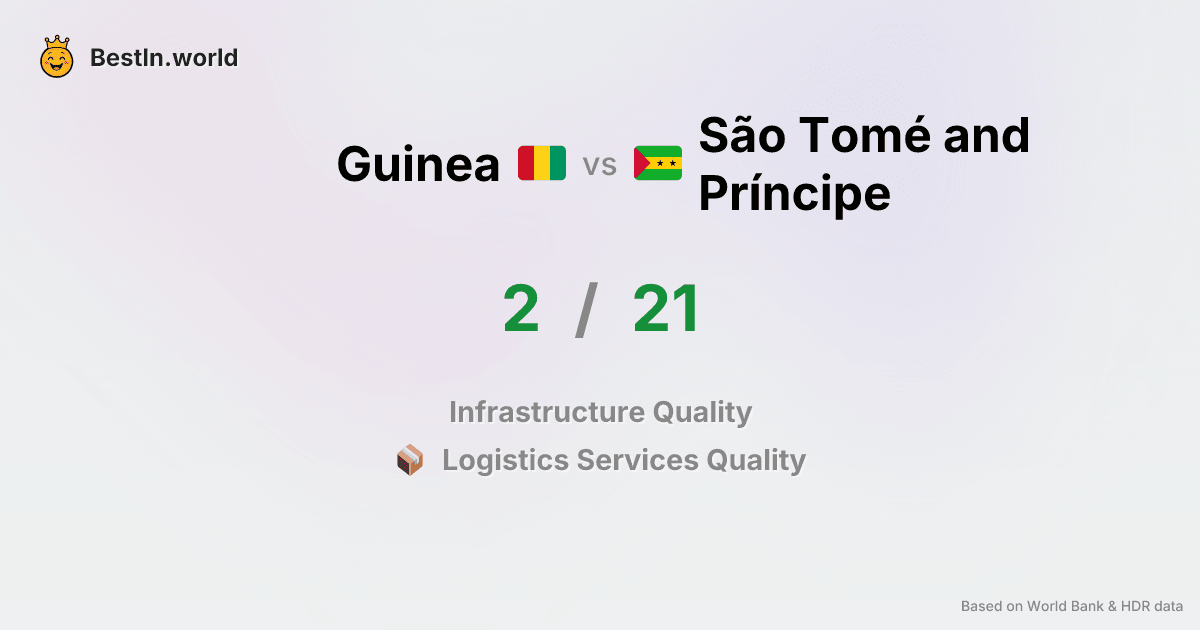 BestIn.world
Guinea vs São Tomé and
Príncipe
2 / 21
Infrastructure Quality
Logistics Services Quality
Based on World Bank & HDR data